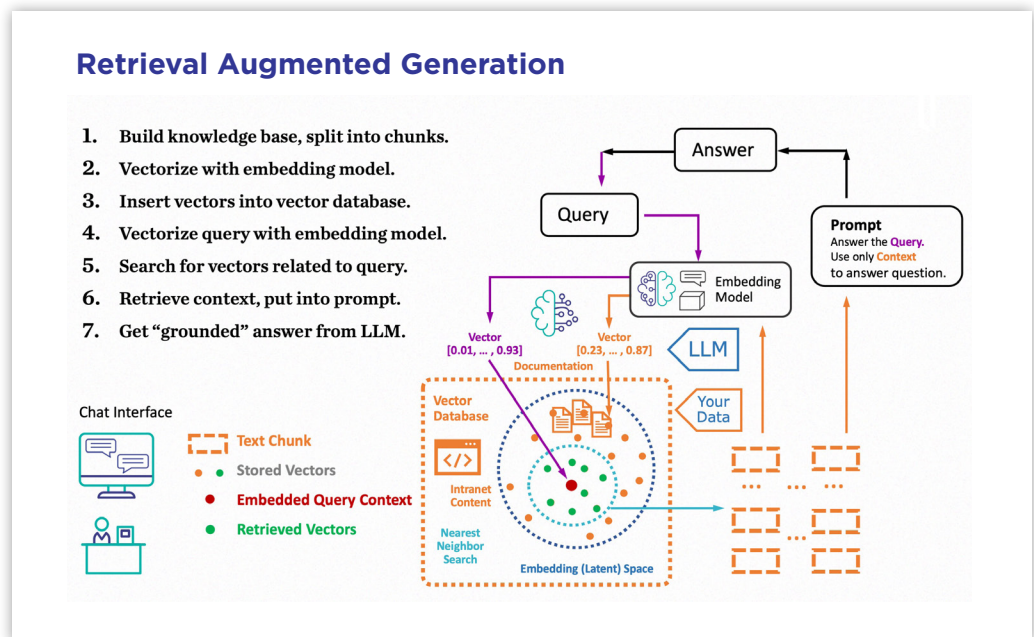 Retrieval Augmented Generation
1. Build knowledge base, split into chunks.
2. Vectorize with embedding model.
3. Insert vectors into vector database.
4. Vectorize query with embedding model.
5. Search for vectors related to query.
6. Retrieve context, put into prompt.
7. Get “grounded” answer from LLM.
Answer
Query
Prompt
Answer the Query.
Use only Context
to answer question.
Embedding
Model
Vector
[0.01, ... , 0.93]
Vector
[0.23, ... , 0.87]
Documentation
LLM
Your
Data
Vector
Database
</>
Intranet
Content
Nearest
Neighbor
Search
Embedding (Latent) Space
... ... ...
...
Chat Interface
Text Chunk
Stored Vectors
Embedded Query Context
Retrieved Vectors